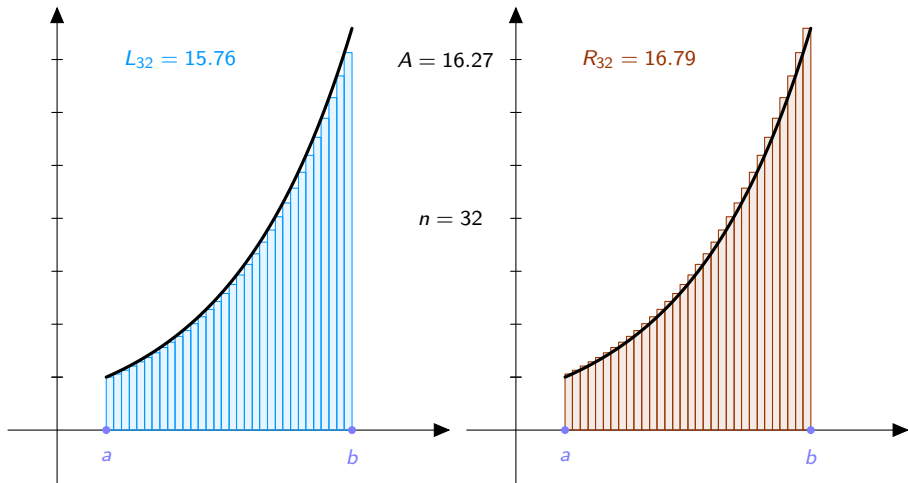 L₃₂ = 15.76
A = 16.27
R₃₂ = 16.79
n = 32
a
b
a
b